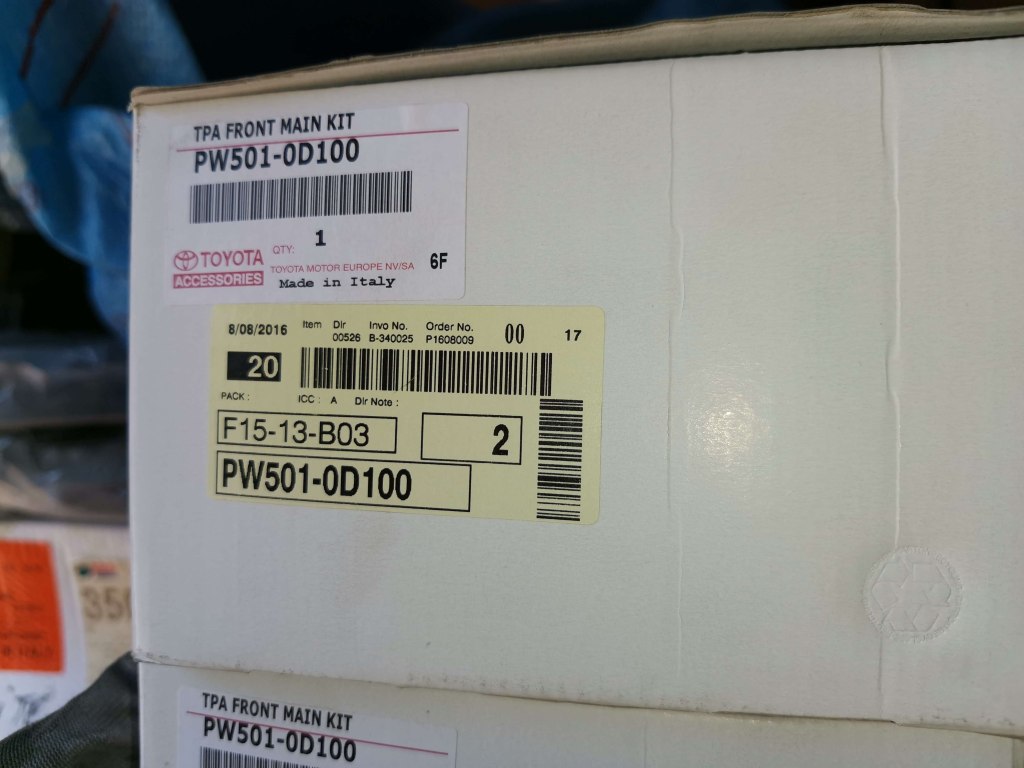 TPA FRONT MAIN KIT
PW501-0D100
QTY: 1
TOYOTA
ACCESSORIES
TOYOTA MOTOR EUROPE NV/SA
6F
Made in Italy
8/08/2016 Item Dlr Invo No. Order No. 00 17
00526 B-340025 P1608009
20
PACK : ICC : A Dlr Note :
F15-13-B03 2
PW501-0D100
350
TPA FRONT MAIN KIT
PW501-0D100